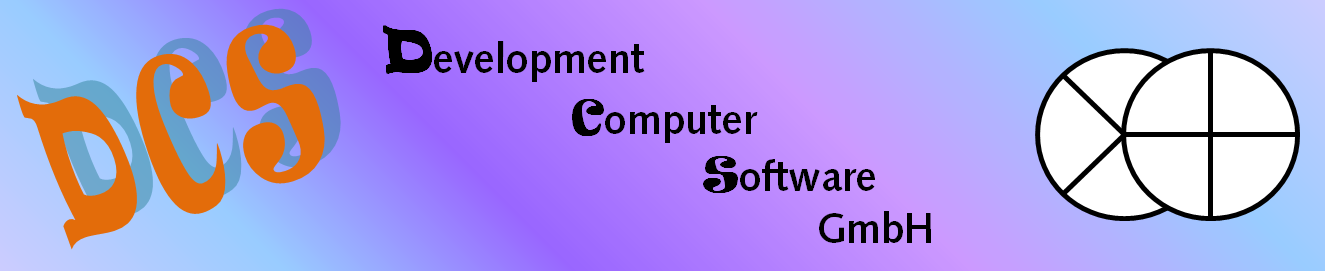 DCS
Development
Computer
Software
GmbH